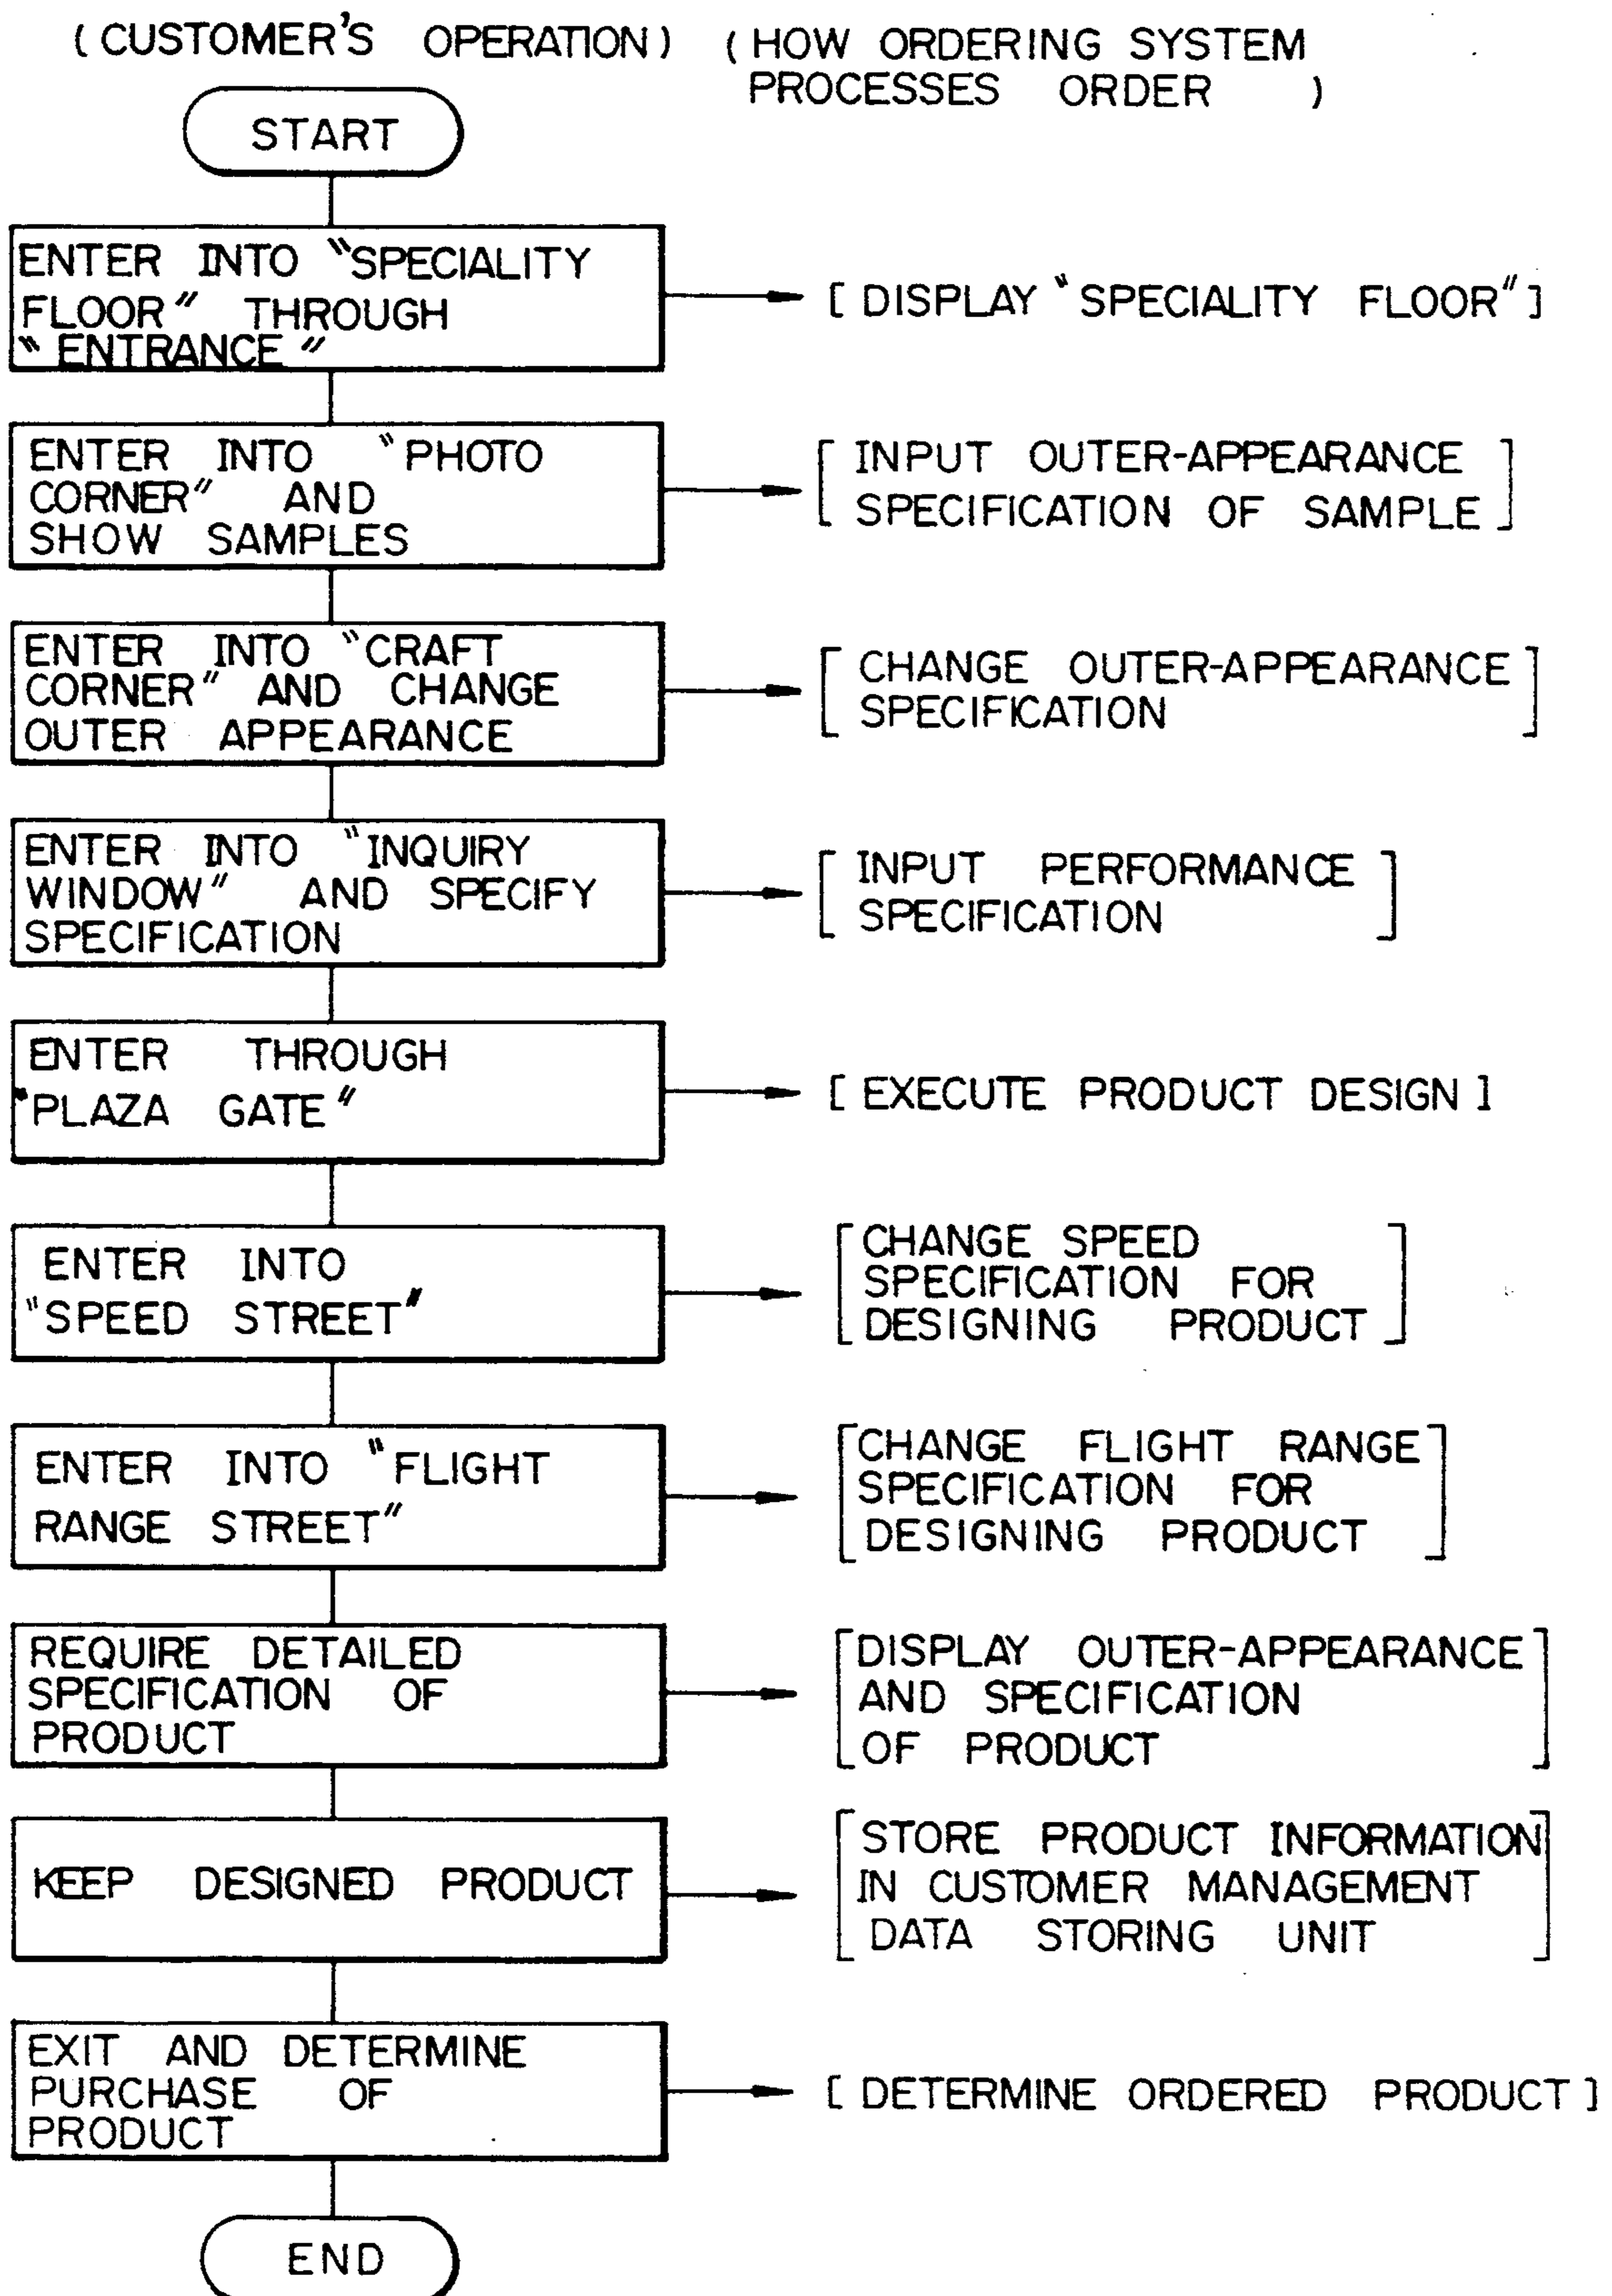 (CUSTOMER'S OPERATION)
(HOW ORDERING SYSTEM
PROCESSES ORDER )
START
ENTER INTO "SPECIALITY
FLOOR" THROUGH
"ENTRANCE"
[DISPLAY "SPECIALITY FLOOR"]
ENTER INTO "PHOTO
CORNER" AND
SHOW SAMPLES
[INPUT OUTER-APPEARANCE
SPECIFICATION OF SAMPLE]
ENTER INTO "CRAFT
CORNER" AND CHANGE
OUTER APPEARANCE
[CHANGE OUTER-APPEARANCE
SPECIFICATION]
ENTER INTO "INQUIRY
WINDOW" AND SPECIFY
SPECIFICATION
[INPUT PERFORMANCE
SPECIFICATION]
ENTER THROUGH
"PLAZA GATE"
[EXECUTE PRODUCT DESIGN]
ENTER INTO
"SPEED STREET"
[CHANGE SPEED
SPECIFICATION FOR
DESIGNING PRODUCT]
ENTER INTO "FLIGHT
RANGE STREET"
[CHANGE FLIGHT RANGE
SPECIFICATION FOR
DESIGNING PRODUCT]
REQUIRE DETAILED
SPECIFICATION OF
PRODUCT
[DISPLAY OUTER-APPEARANCE
AND SPECIFICATION
OF PRODUCT]
KEEP DESIGNED PRODUCT
[STORE PRODUCT INFORMATION
IN CUSTOMER MANAGEMENT
DATA STORING UNIT]
EXIT AND DETERMINE
PURCHASE OF
PRODUCT
[DETERMINE ORDERED PRODUCT]
END